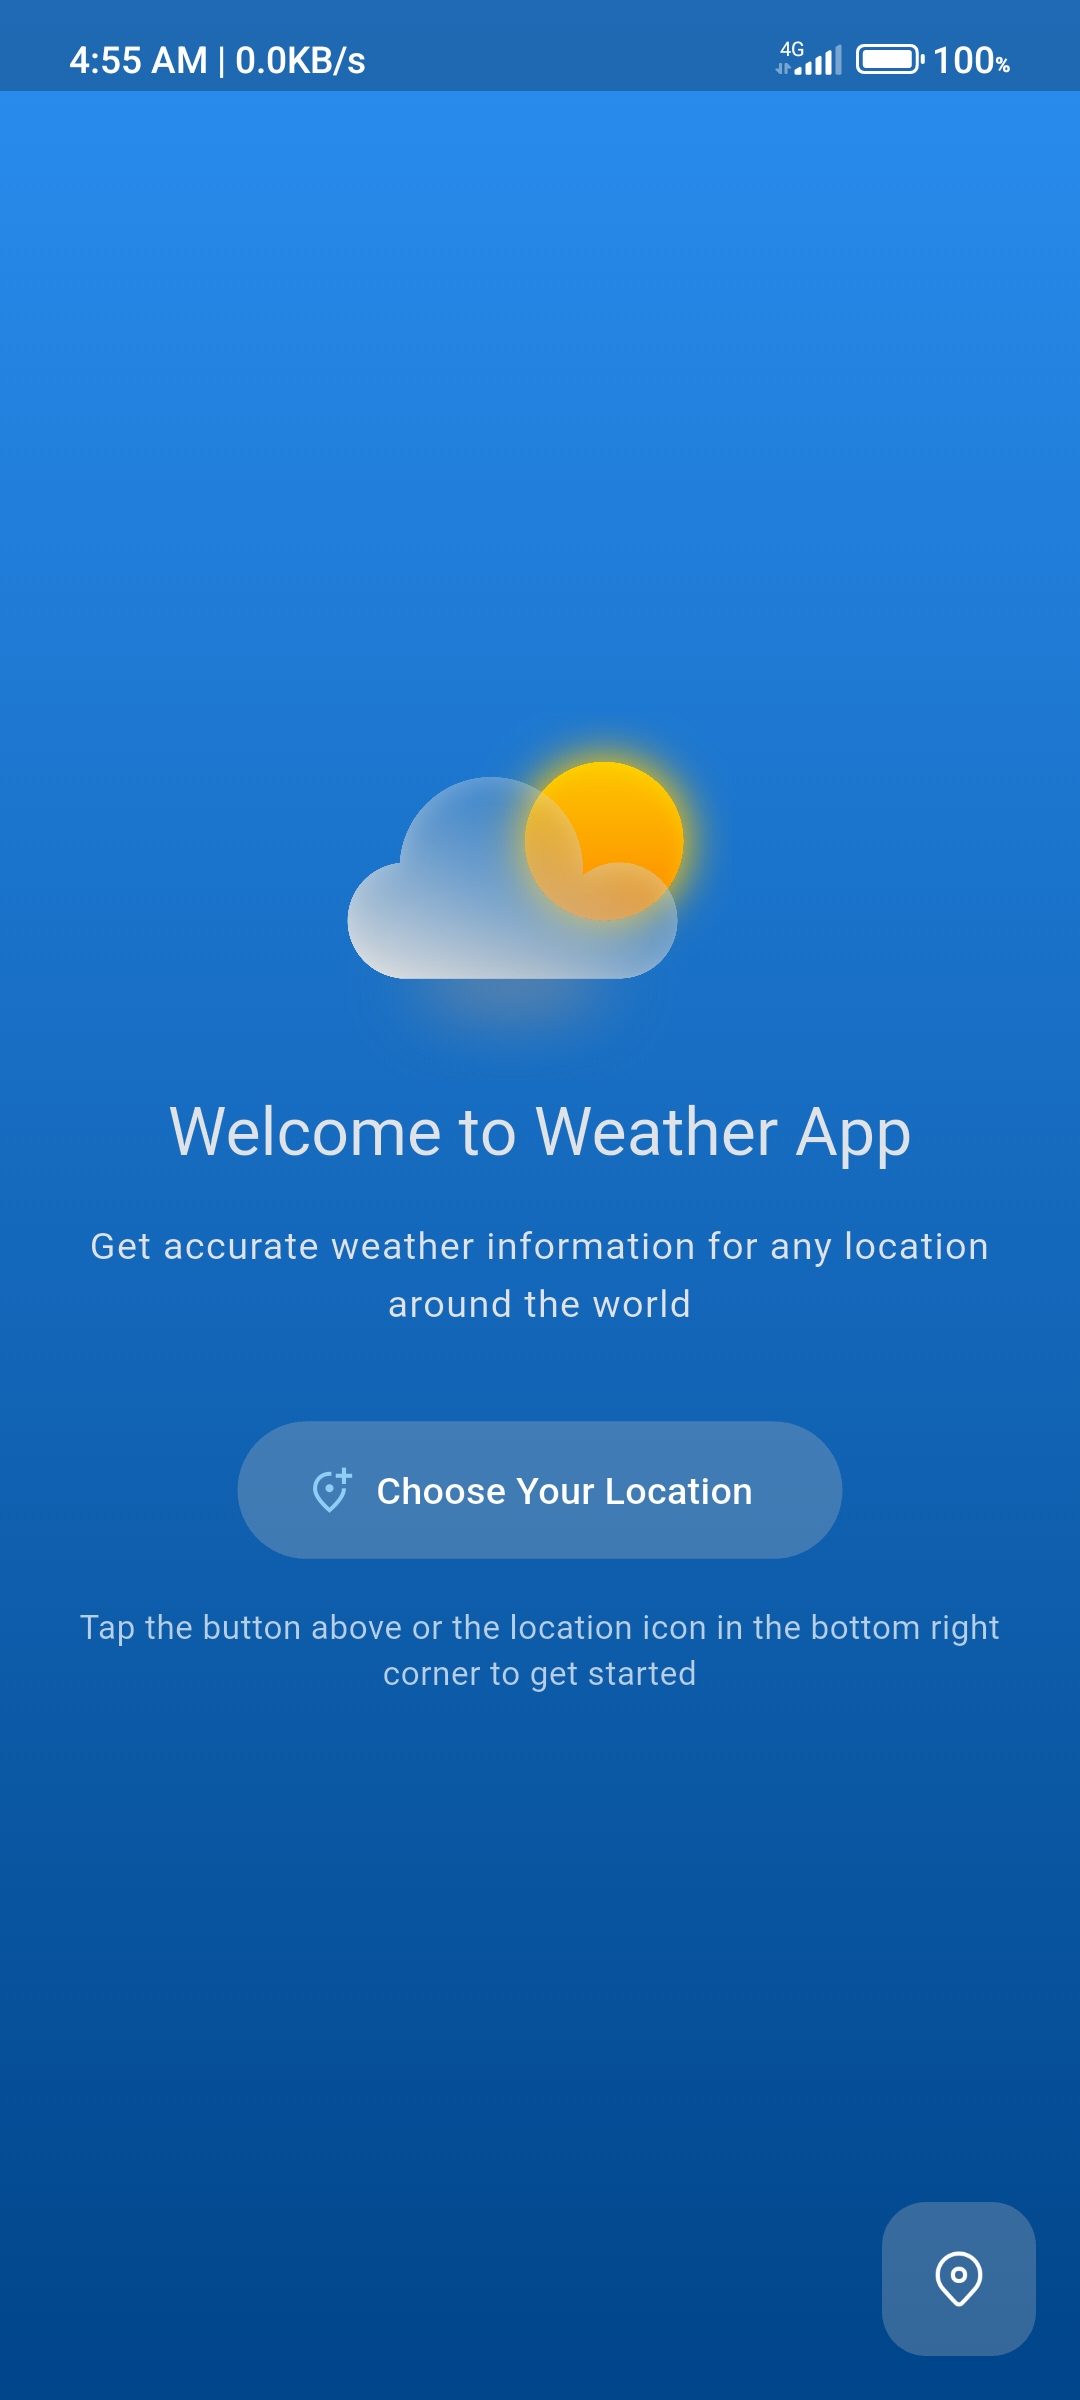 4:55 AM | 0.0KB/s 4G 100%
Welcome to Weather App
Get accurate weather information for any location
around the world
Choose Your Location
Tap the button above or the location icon in the bottom right
corner to get started